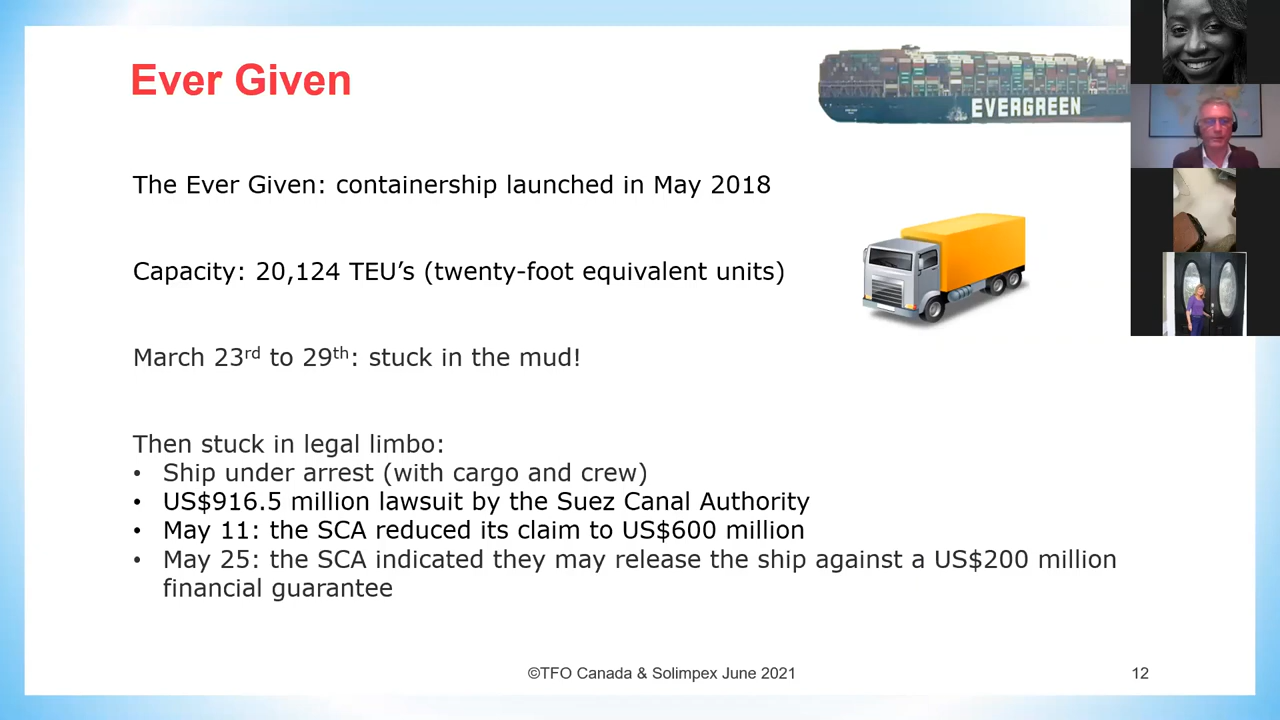 Ever Given
EVERGREEN
The Ever Given: containership launched in May 2018
Capacity: 20,124 TEU’s (twenty-foot equivalent units)
March 23rd to 29th: stuck in the mud!
Then stuck in legal limbo:
• Ship under arrest (with cargo and crew)
• US$916.5 million lawsuit by the Suez Canal Authority
• May 11: the SCA reduced its claim to US$600 million
• May 25: the SCA indicated they may release the ship against a US$200 million
financial guarantee
©TFO Canada & Solimpex June 2021
12